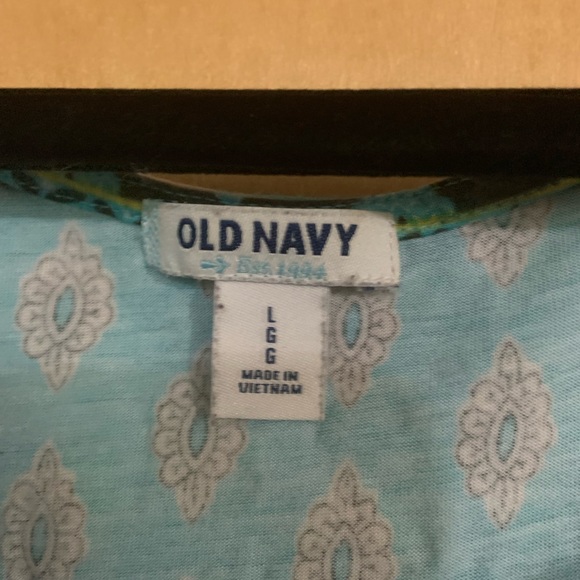 OLD NAVY
Est. 1994
L
G
G
MADE IN
VIETNAM